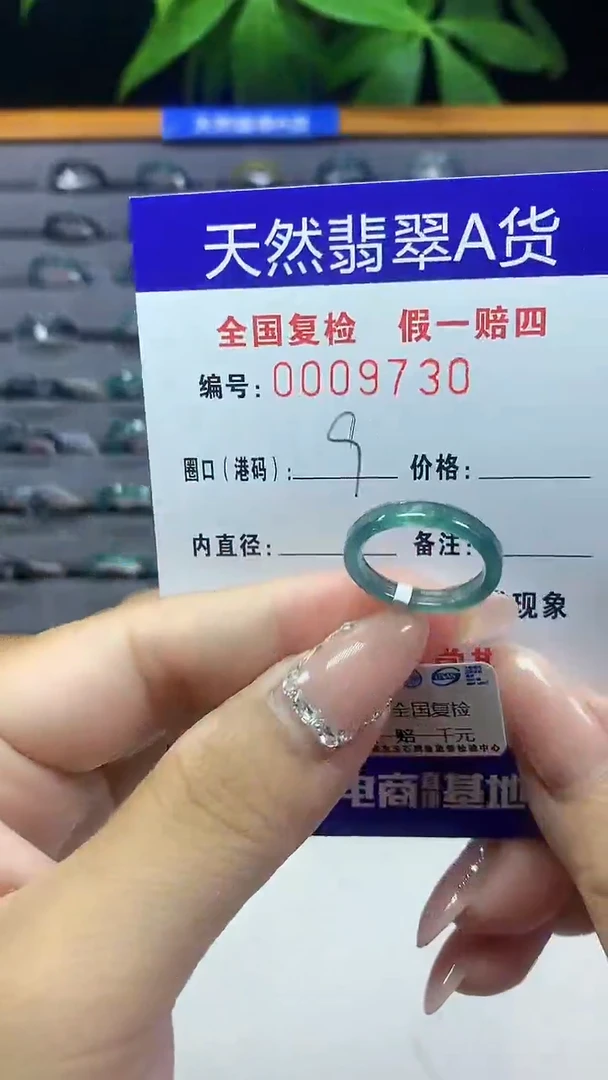 天然翡翠A货
全国复检 假一赔四
编号:0009730
圈口(港码): 9 价格:
内直径: 备注:
现象
全国复检
赔一千元
电商 基地